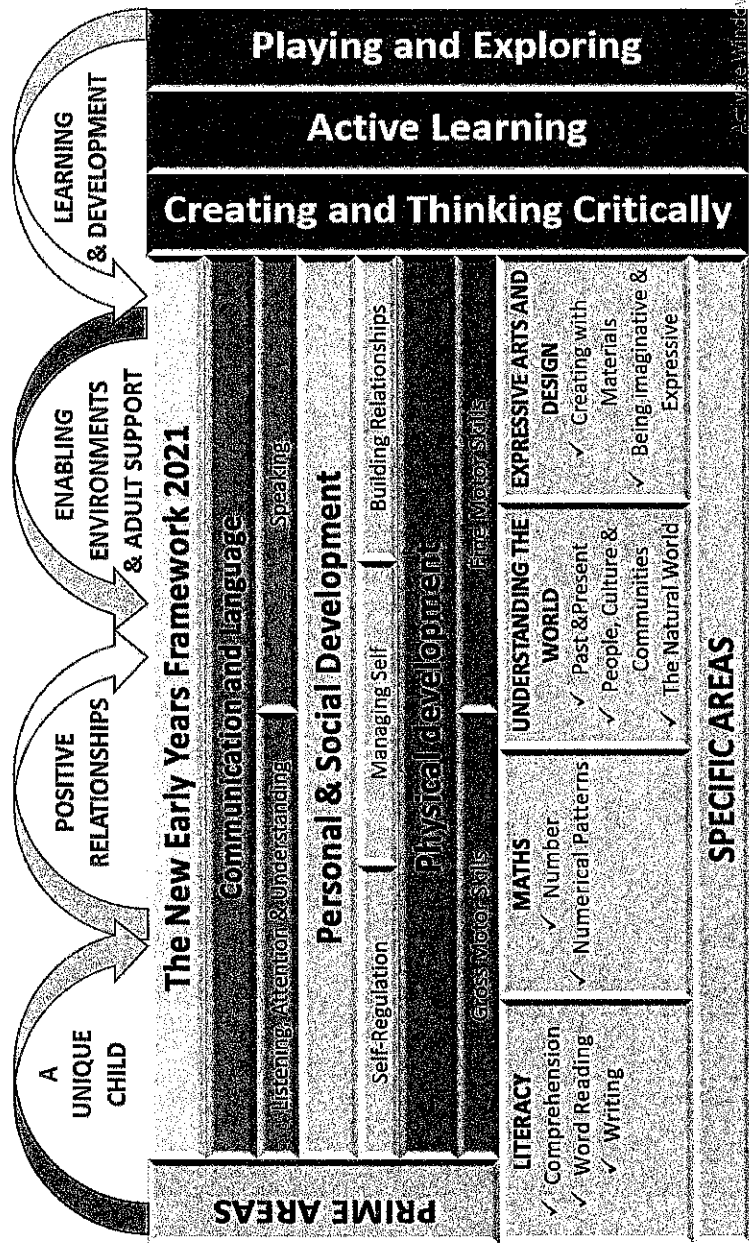 A
UNIQUE
CHILD
POSITIVE
RELATIONSHIPS
ENABLING
ENVIRONMENTS
& ADULT SUPPORT
LEARNING
& DEVELOPMENT
The New Early Years Framework 2021
PRIME AREAS
Communication and Language
Listening, Attention & Understanding
Speaking
Personal & Social Development
Self-Regulation
Managing Self
Building Relationships
Physical development
Gross Motor Skills
Fine Motor Skills
LITERACY
✓ Comprehension
✓ Word Reading
✓ Writing
MATHS
✓ Number
✓ Numerical Patterns
UNDERSTANDING THE
WORLD
✓ Past &Present
✓ People, Culture &
Communities
✓ The Natural World
EXPRESSIVE ARTS AND
DESIGN
✓ Creating with
Materials
✓ Being imaginative &
Expressive
SPECIFIC AREAS
Creating and Thinking Critically
Active Learning
Playing and Exploring